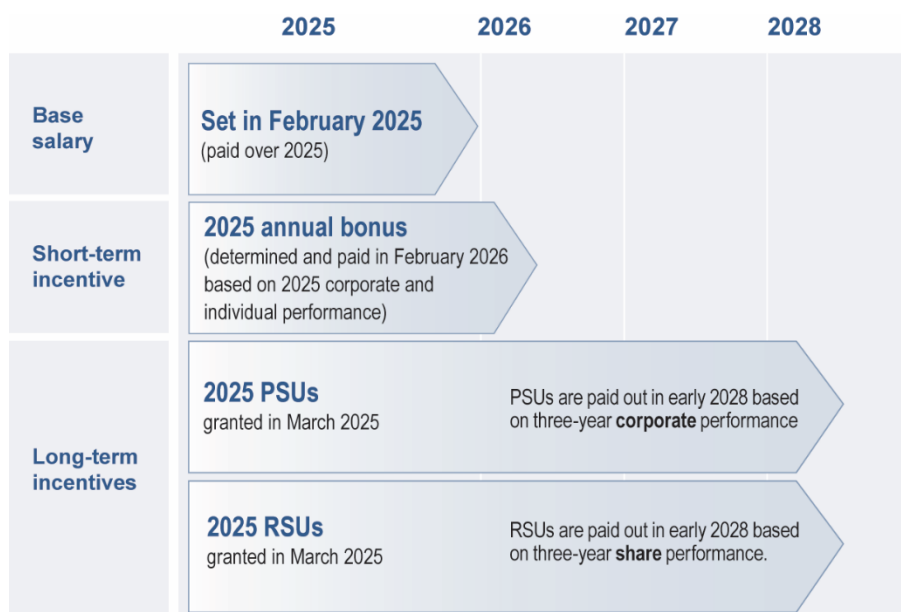 2025 2026 2027 2028
Base
salary
Set in February 2025
(paid over 2025)
Short-term
incentive
2025 annual bonus
(determined and paid in February 2026
based on 2025 corporate and
individual performance)
Long-term
incentives
2025 PSUs
granted in March 2025
PSUs are paid out in early 2028 based
on three-year corporate performance
2025 RSUs
granted in March 2025
RSUs are paid out in early 2028 based
on three-year share performance.